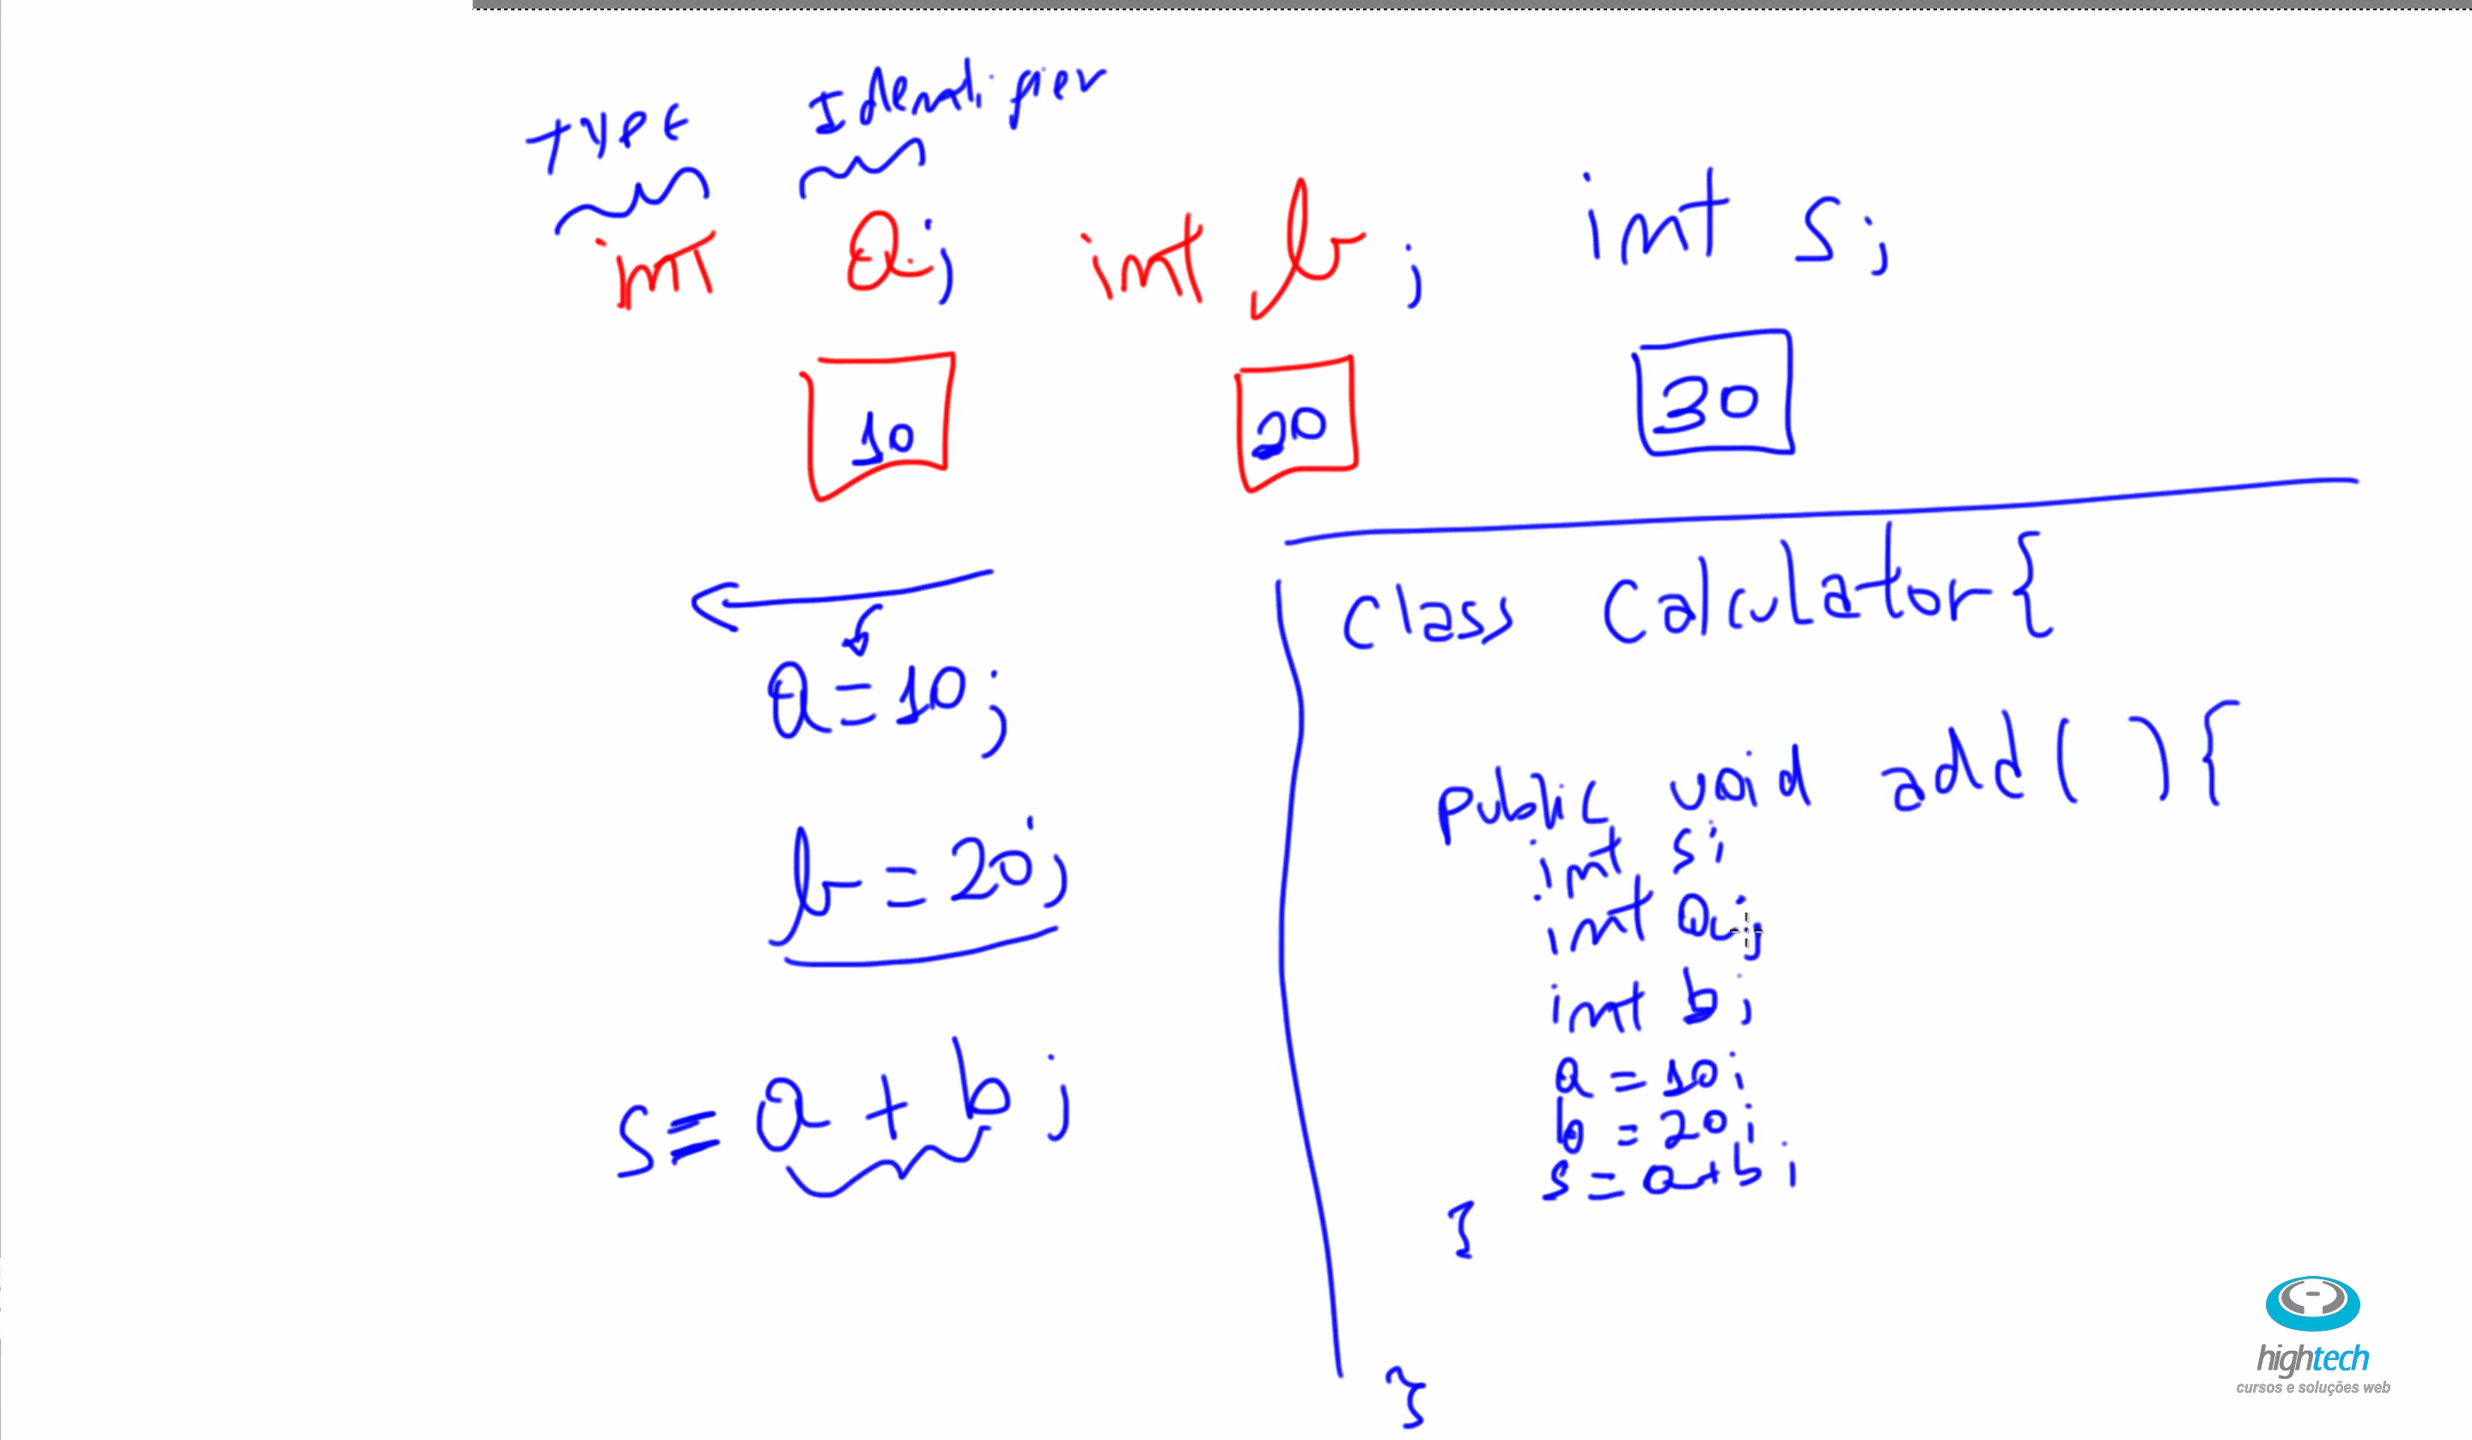 Type Identifier
int a; int b; int s;
10 20 30
a=10;
b=20;
s=a+b;
class Calculator{
public void add( ){
int s;
int a;
int b;
a=10;
b=20;
s=a+b;
}
}
hightech
cursos e soluções web